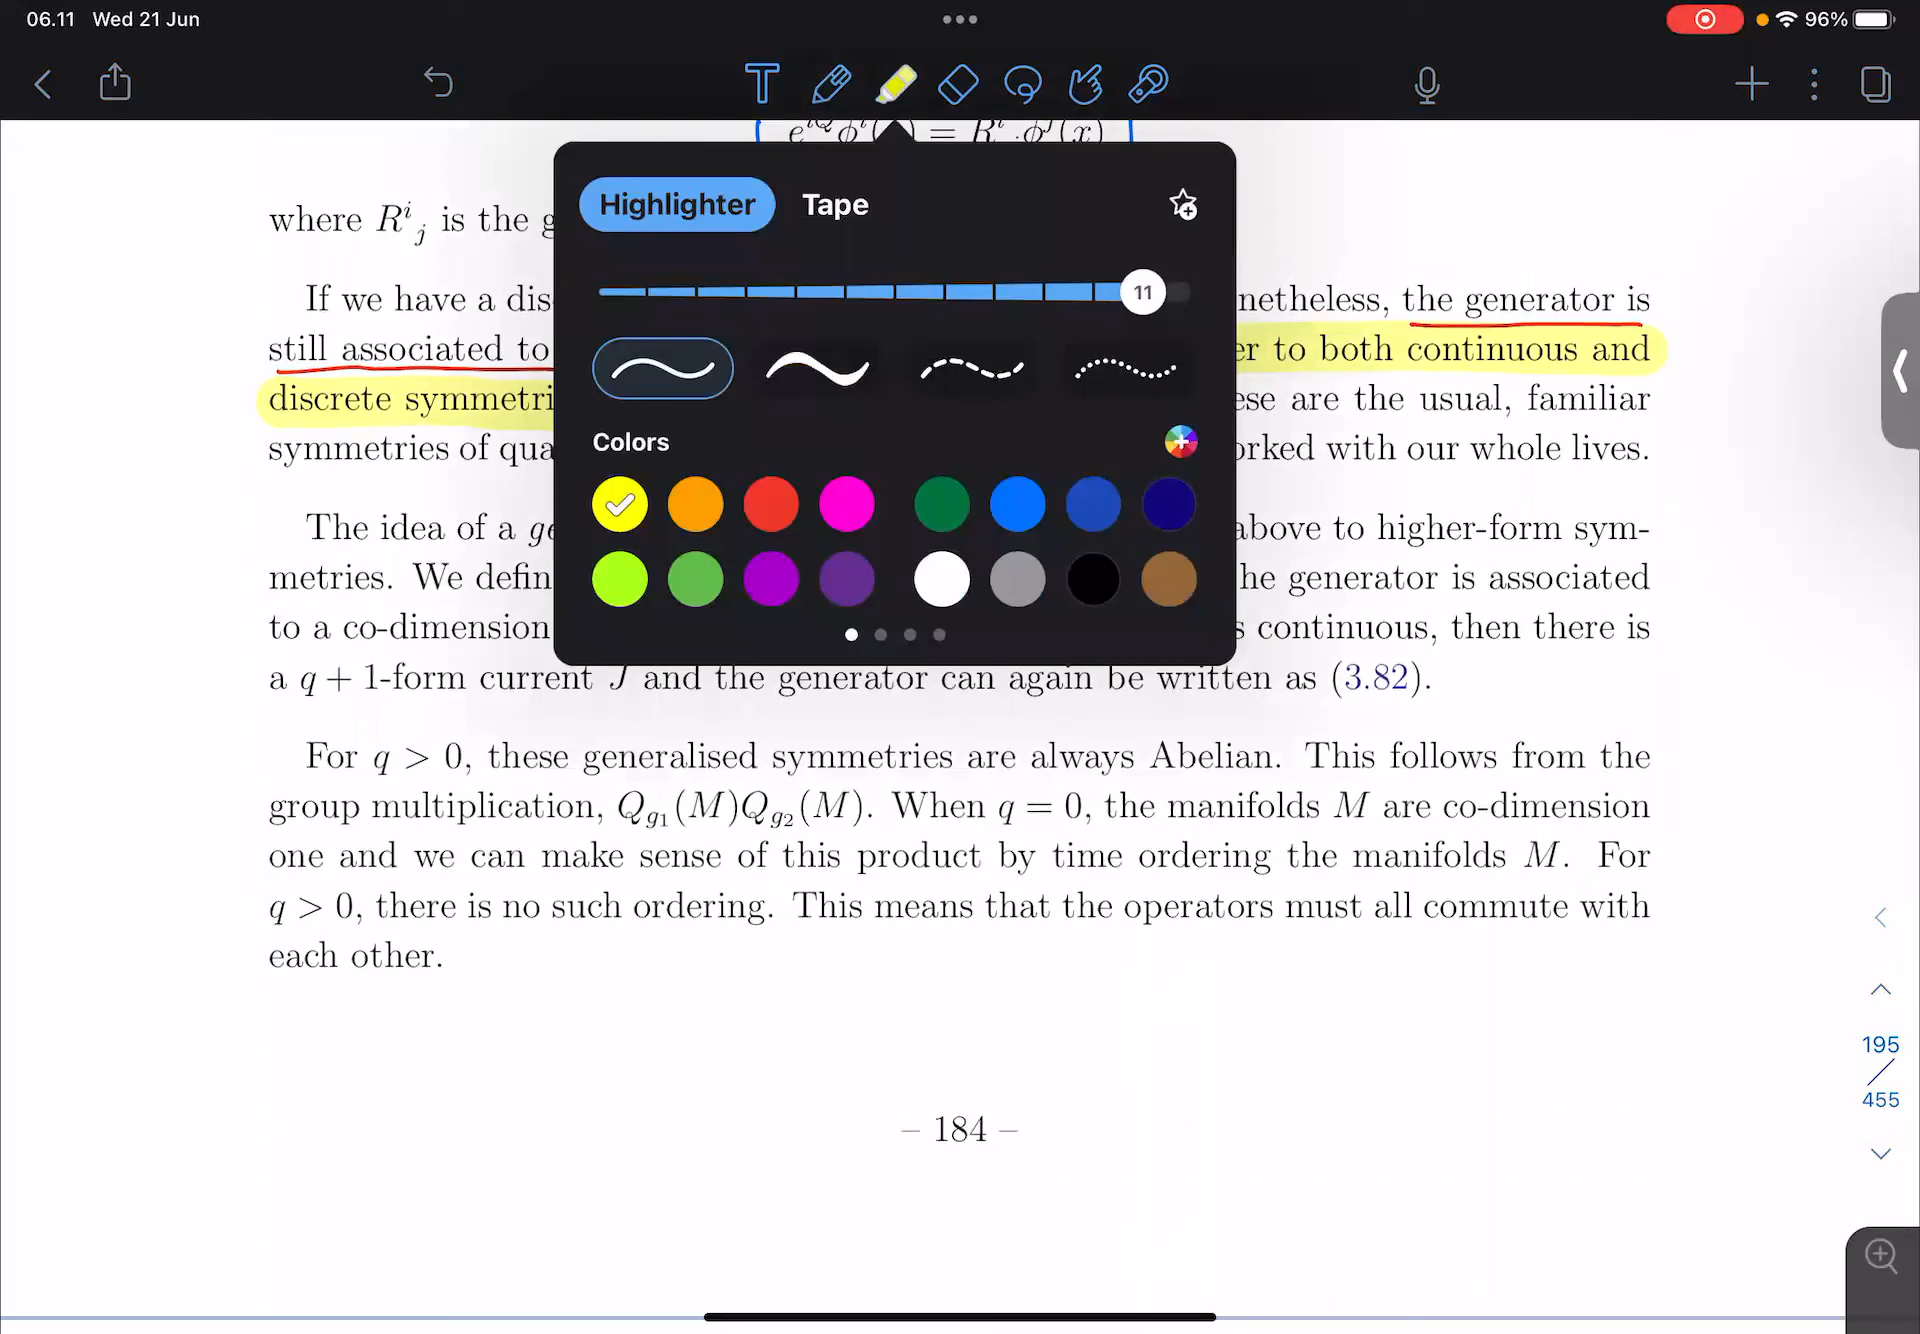 06.11 Wed 21 Jun
96%
= R
where R^i_j is the g
Highlighter
Tape
11
If we have a dis
netheless, the generator is
still associated to
er to both continuous and
discrete symmetri
ese are the usual, familiar
Colors
symmetries of qua
orked with our whole lives.
The idea of a ge
above to higher-form sym-
metries. We defin
he generator is associated
to a co-dimension
s continuous, then there is
a q + 1-form current J and the generator can again be written as (3.82).
For q > 0, these generalised symmetries are always Abelian. This follows from the
group multiplication, Q_{g_1}(M)Q_{g_2}(M). When q = 0, the manifolds M are co-dimension
one and we can make sense of this product by time ordering the manifolds M. For
q > 0, there is no such ordering. This means that the operators must all commute with
each other.
195
/
455
– 184 –